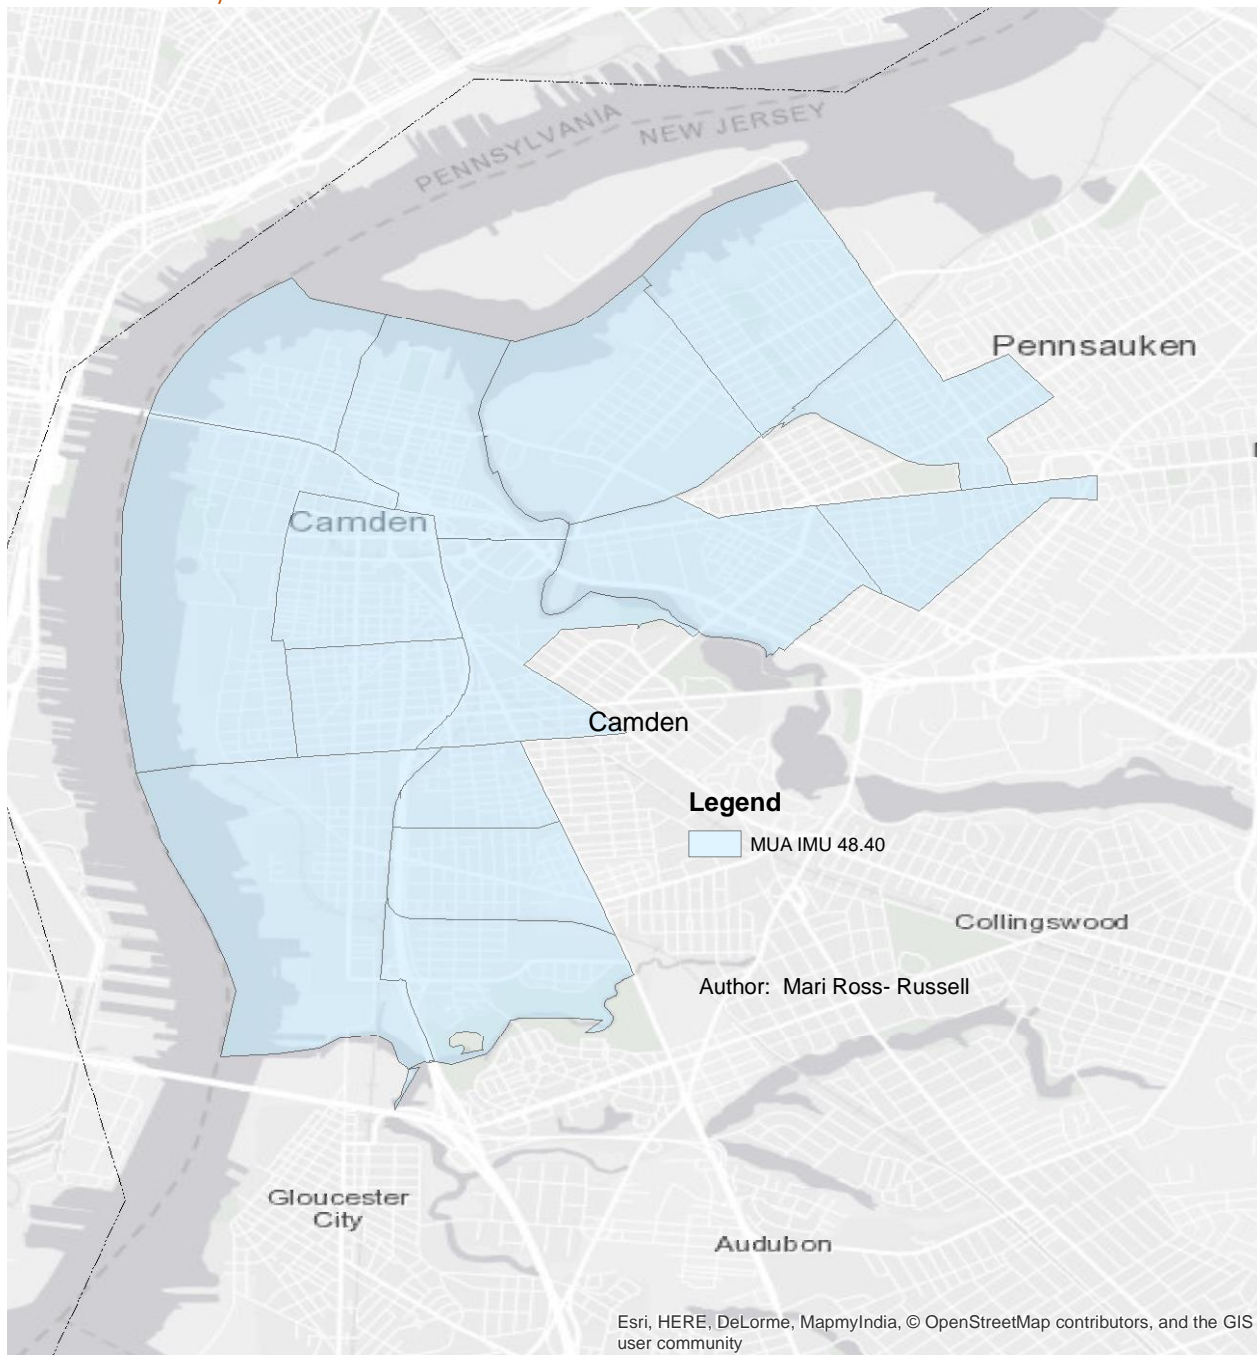 PENNSYLVANIA
NEW JERSEY
Pennsauken
Camden
Camden
Legend
MUA IMU 48.40
Collingswood
Author: Mari Ross- Russell
Gloucester
City
Audubon
Esri, HERE, DeLorme, MapmyIndia, © OpenStreetMap contributors, and the GIS
user community